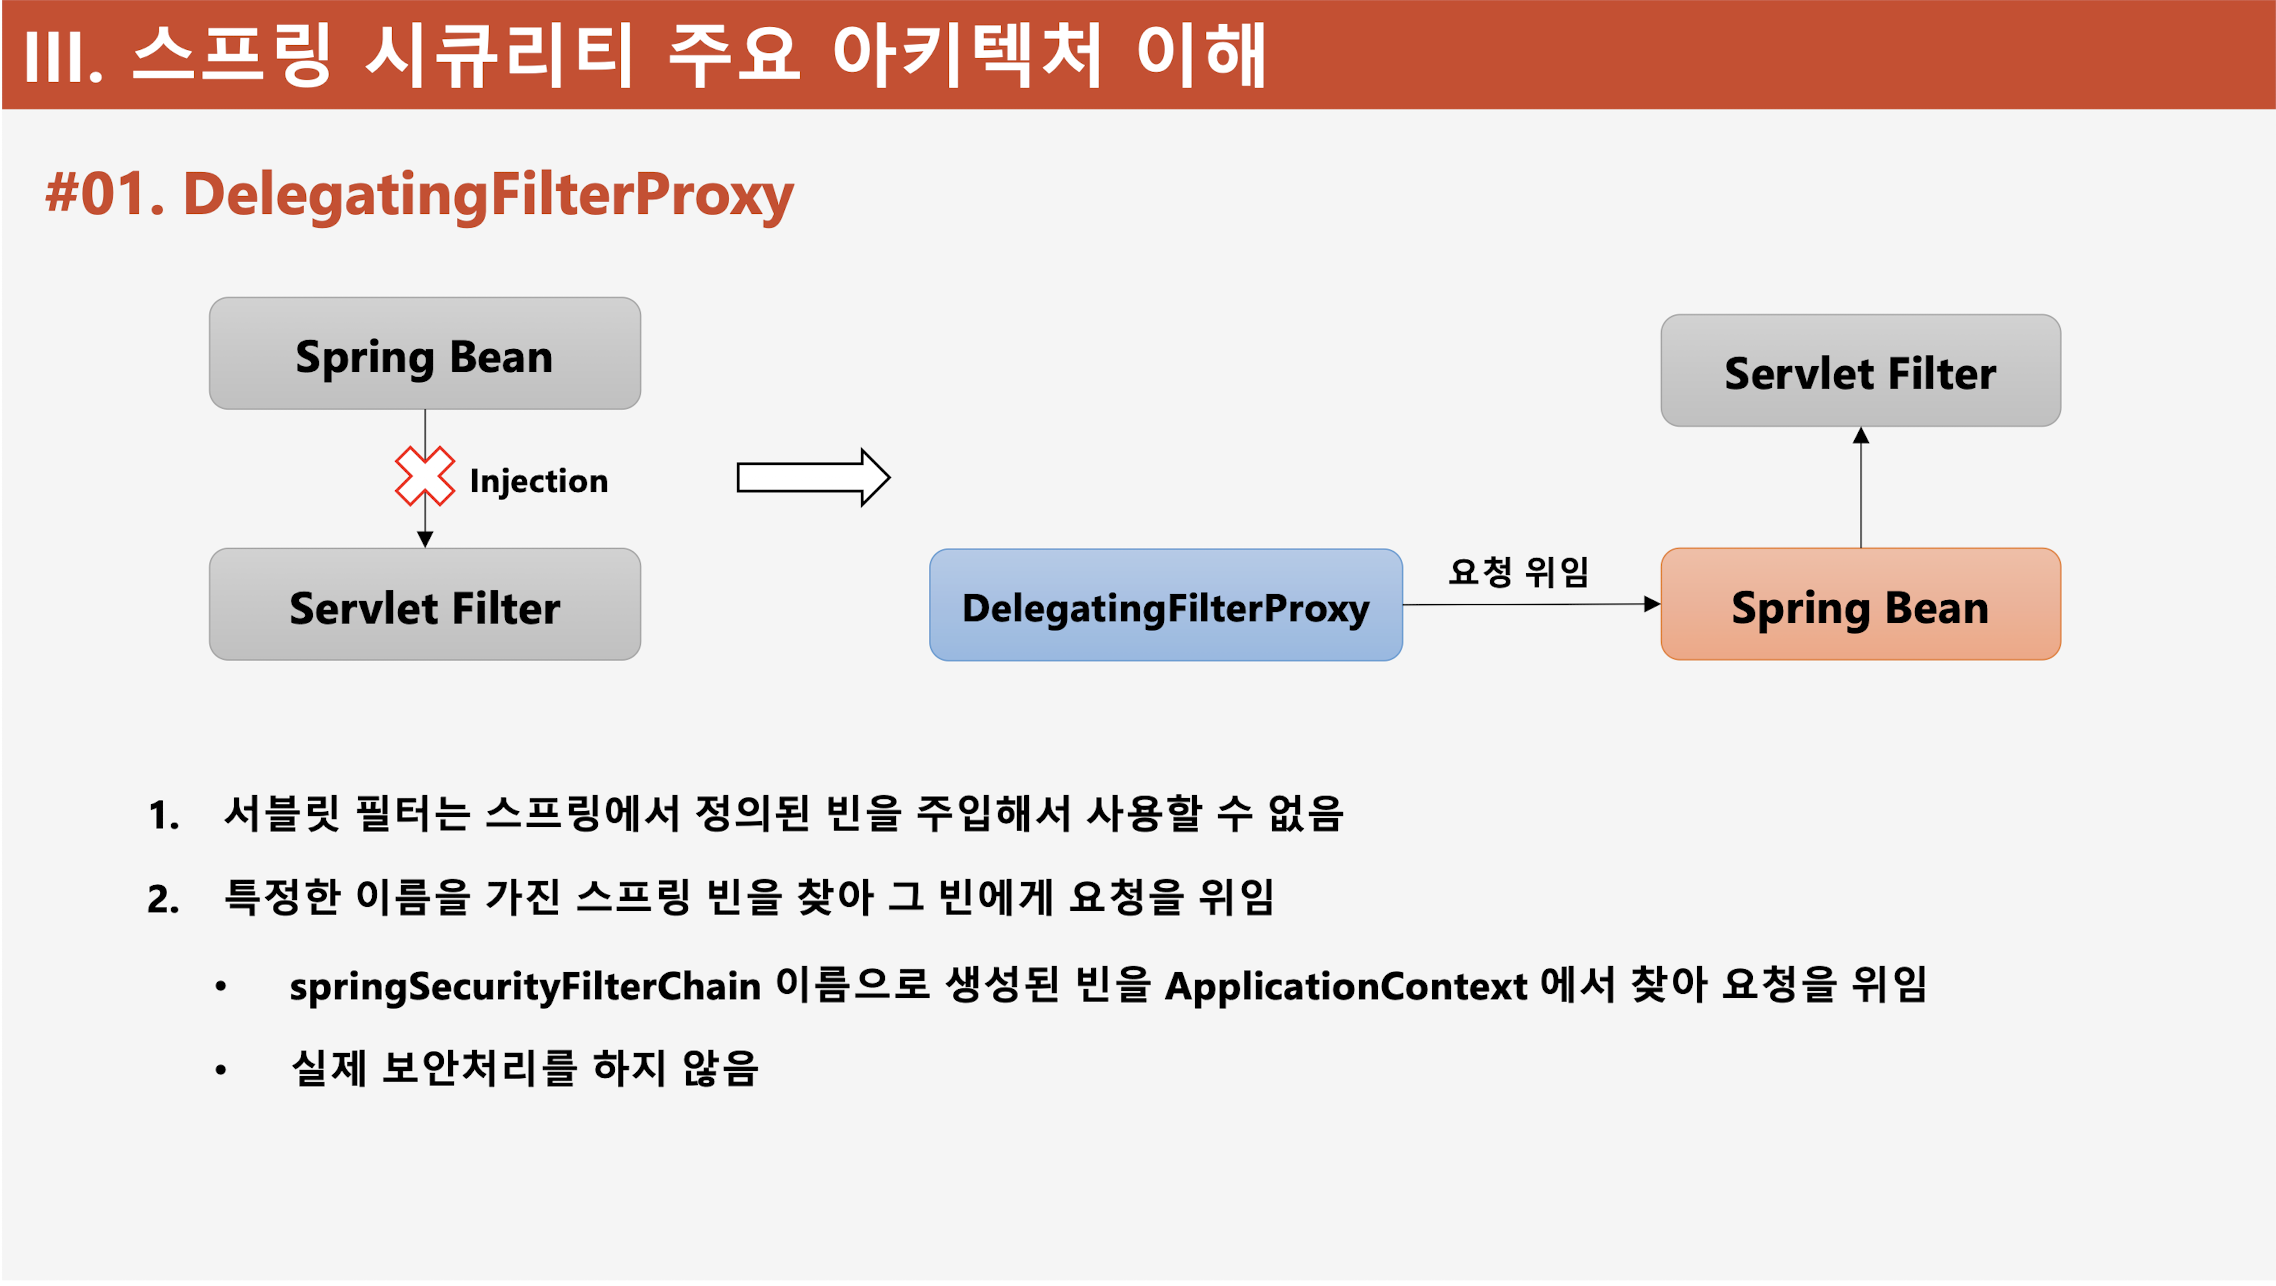 III. 스프링 시큐리티 주요 아키텍처 이해
#01. DelegatingFilterProxy
Spring Bean
Injection
Servlet Filter
Servlet Filter
DelegatingFilterProxy
요청 위임
Spring Bean
1. 서블릿 필터는 스프링에서 정의된 빈을 주입해서 사용할 수 없음
2. 특정한 이름을 가진 스프링 빈을 찾아 그 빈에게 요청을 위임
• springSecurityFilterChain 이름으로 생성된 빈을 ApplicationContext 에서 찾아 요청을 위임
• 실제 보안처리를 하지 않음